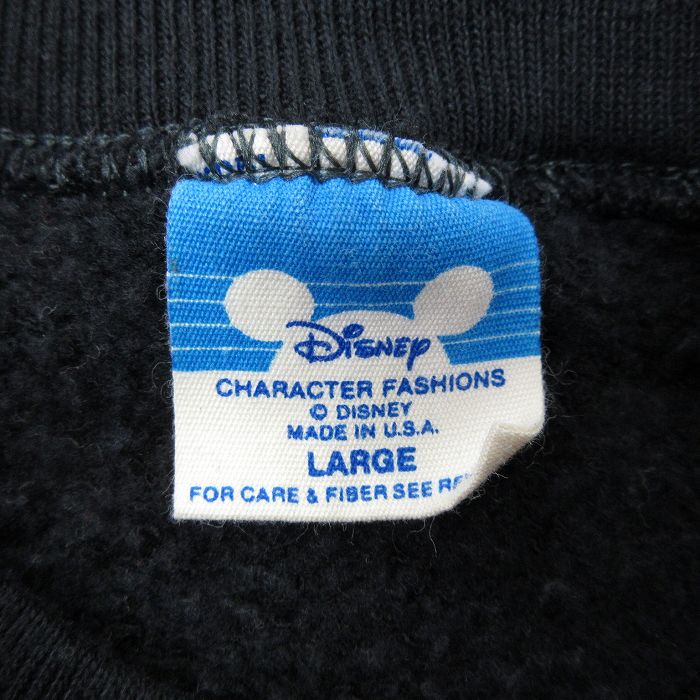 Disney
CHARACTER FASHIONS
© DISNEY
MADE IN U.S.A.
LARGE
FOR CARE & FIBER SEE